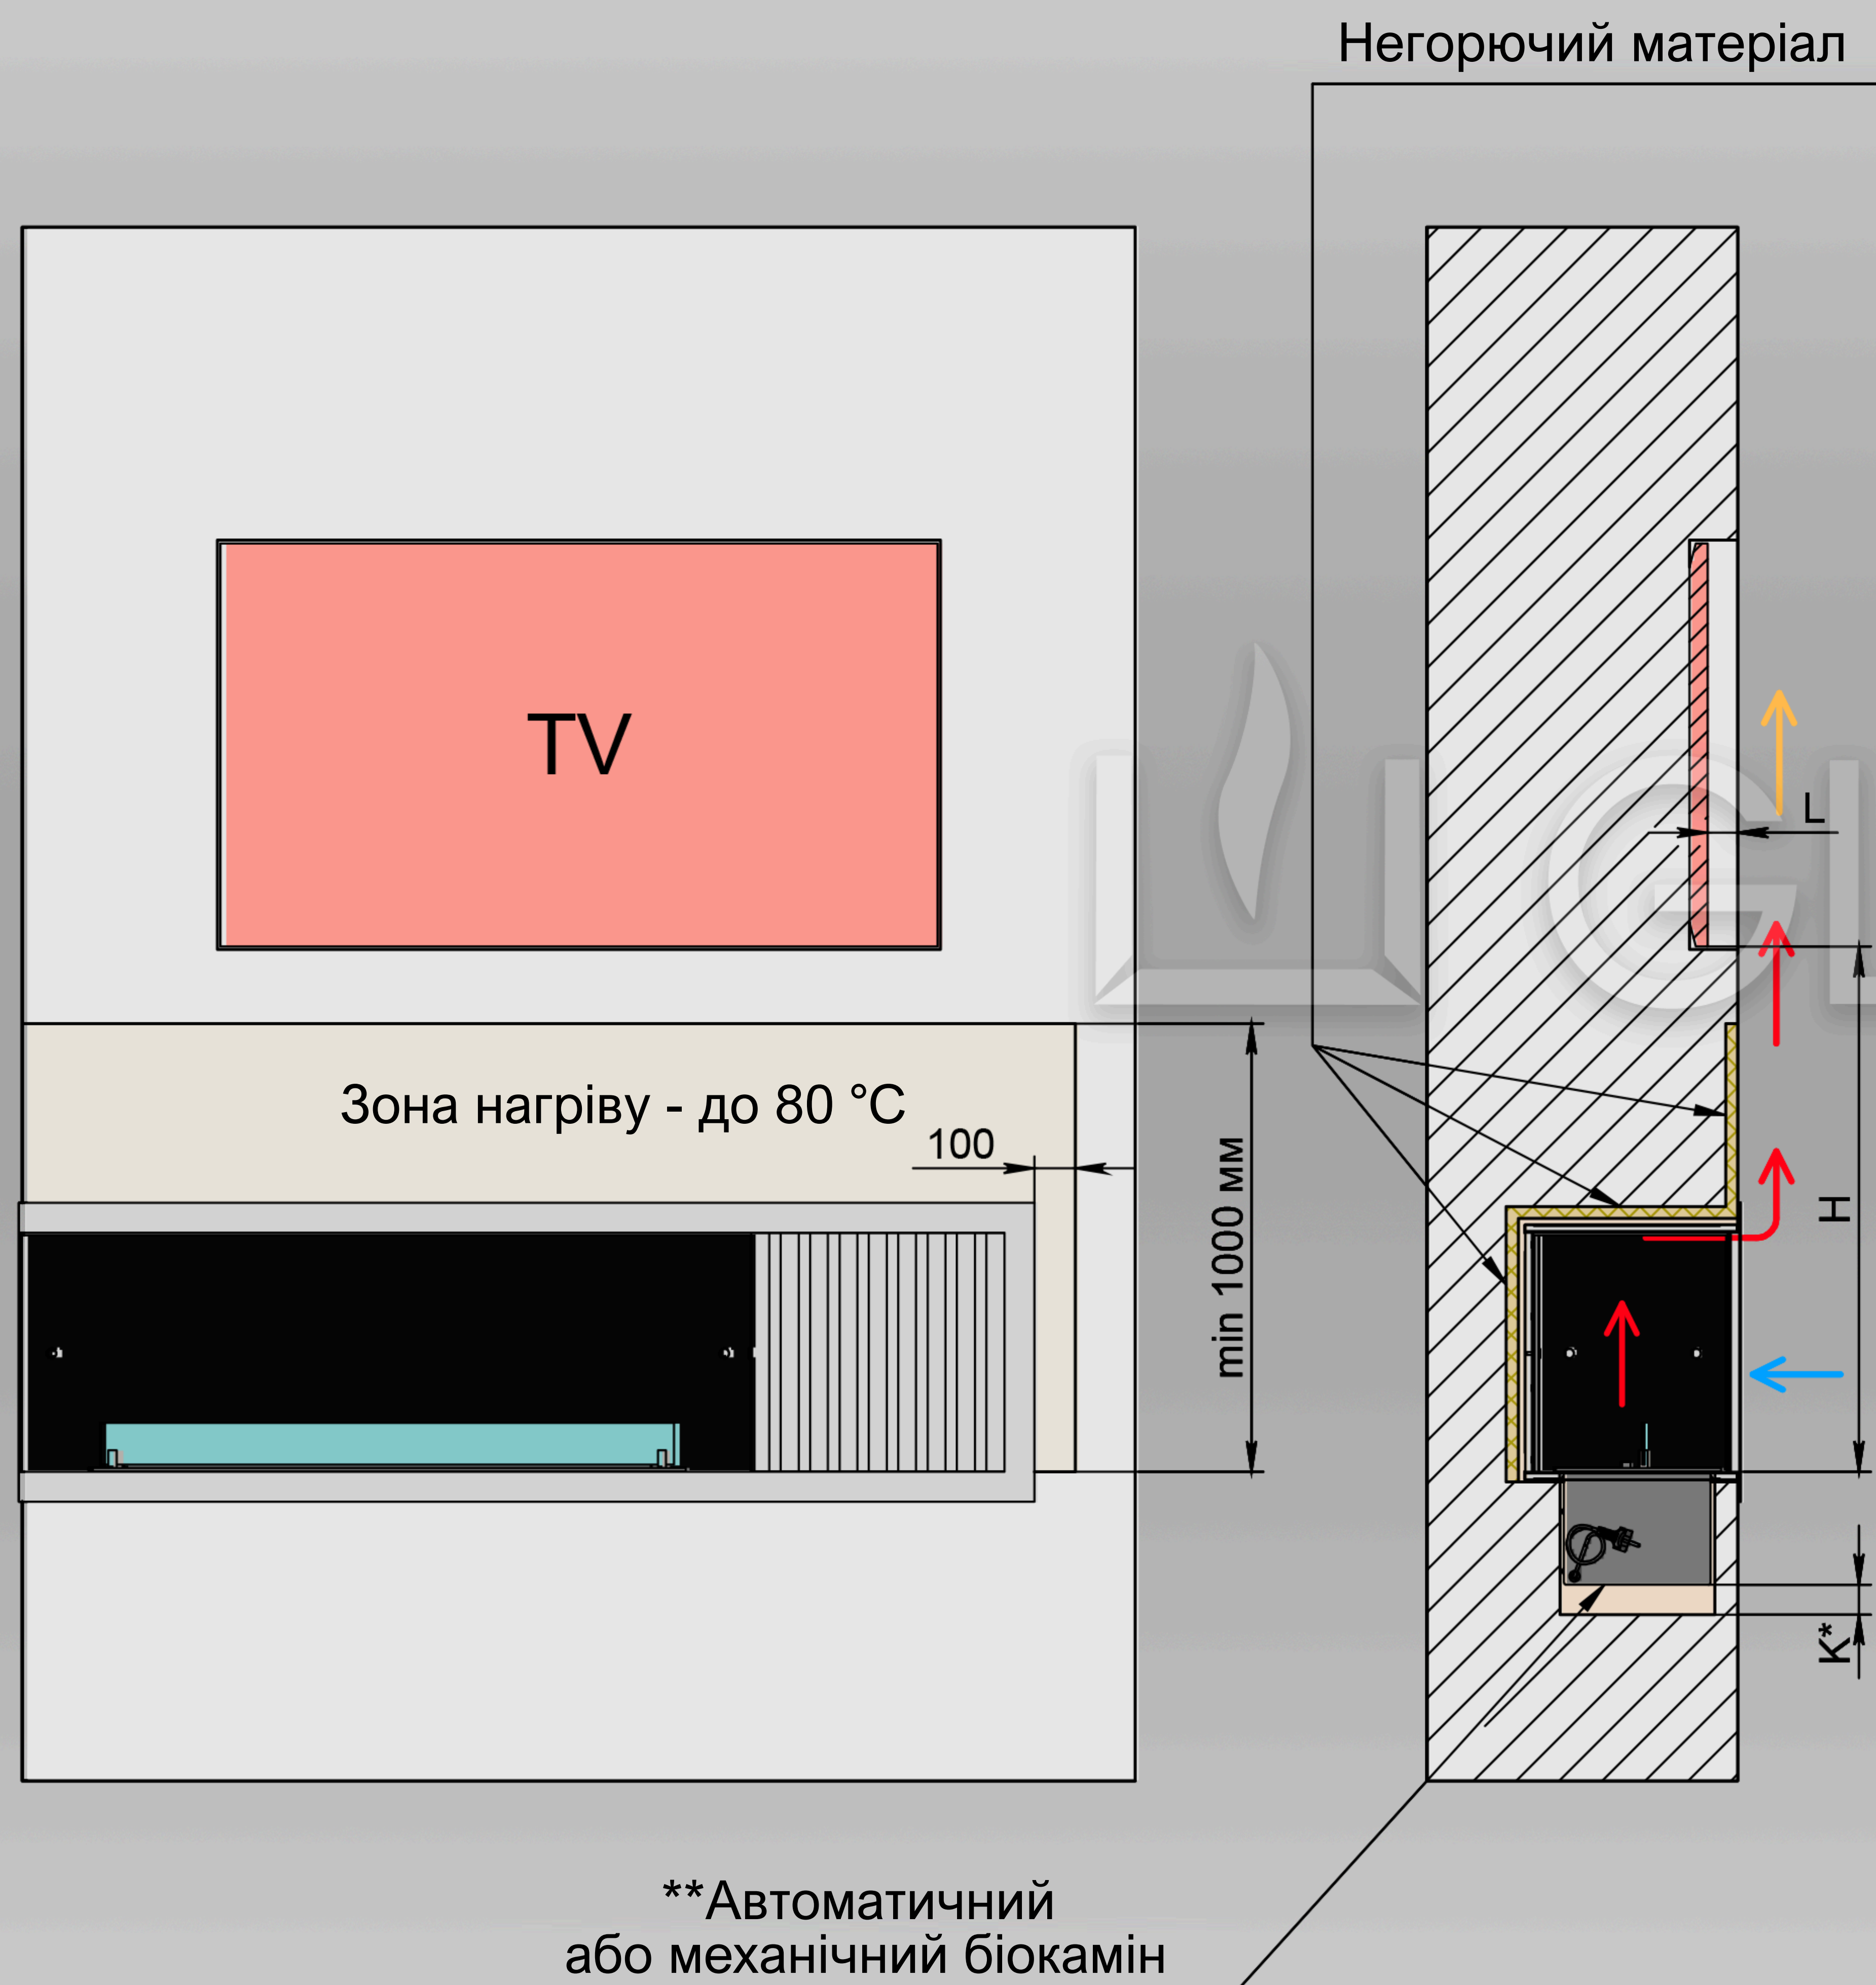 Негорючий матеріал
TV
L
Зона нагріву - до 80 °C
100
min 1000 мм
H
K*
**Автоматичний
або механічний біокамін